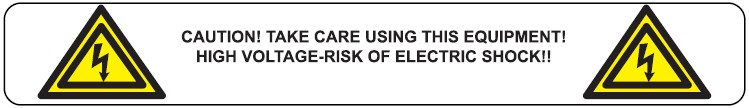 CAUTION! TAKE CARE USING THIS EQUIPMENT!
HIGH VOLTAGE-RISK OF ELECTRIC SHOCK!!